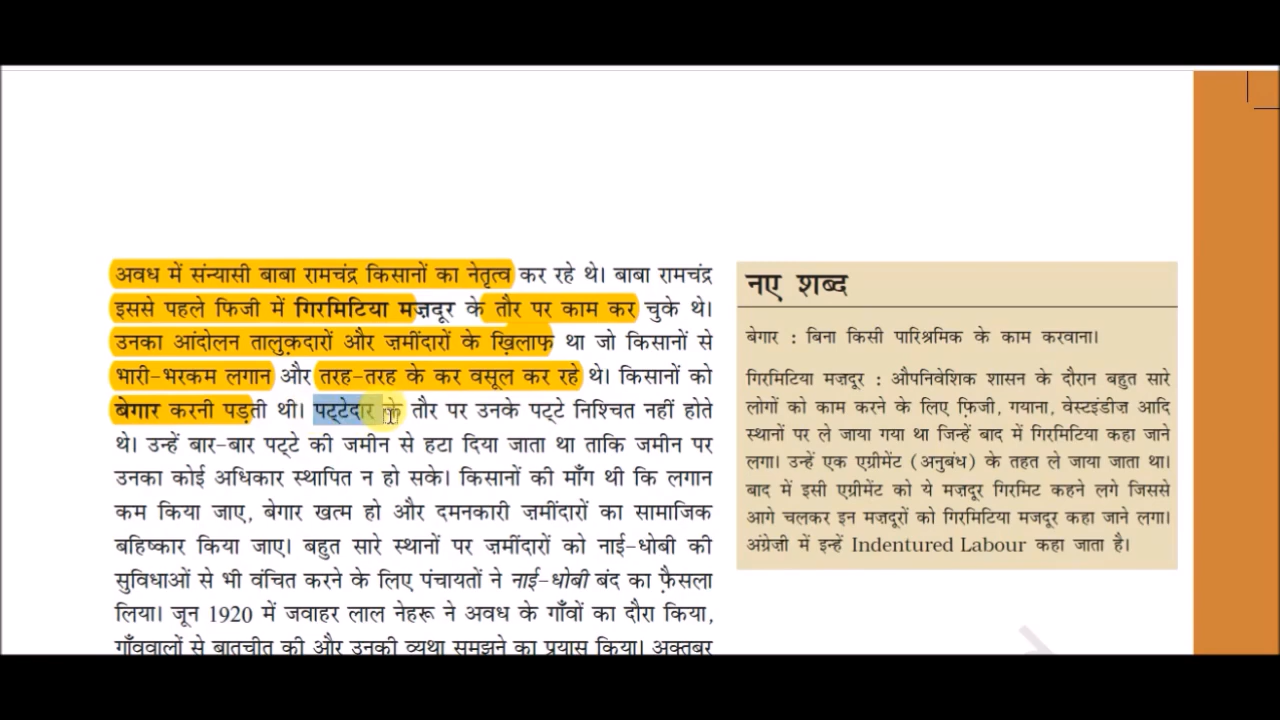 अवध में संन्यासी बाबा रामचंद्र किसानों का नेतृत्व कर रहे थे। बाबा रामचंद्र
इससे पहले फिजी में गिरमिटिया मज़दूर के तौर पर काम कर चुके थे।
उनका आंदोलन तालुक़दारों और ज़मींदारों के ख़िलाफ़ था जो किसानों से
भारी-भरकम लगान और तरह-तरह के कर वसूल कर रहे थे। किसानों को
बेगार करनी पड़ती थी। पट्टेदार के तौर पर उनके पट्टे निश्चित नहीं होते
थे। उन्हें बार-बार पट्टे की जमीन से हटा दिया जाता था ताकि जमीन पर
उनका कोई अधिकार स्थापित न हो सके। किसानों की माँग थी कि लगान
कम किया जाए, बेगार खत्म हो और दमनकारी ज़मींदारों का सामाजिक
बहिष्कार किया जाए। बहुत सारे स्थानों पर ज़मींदारों को नाई-धोबी की
सुविधाओं से भी वंचित करने के लिए पंचायतों ने नाई-धोबी बंद का फ़ैसला
लिया। जून 1920 में जवाहर लाल नेहरू ने अवध के गाँवों का दौरा किया,
गाँववालों से बातचीत की और उनकी व्यथा समझने का प्रयास किया। अक्तूबर
नए शब्द
बेगार : बिना किसी पारिश्रमिक के काम करवाना।
गिरमिटिया मज़दूर : औपनिवेशिक शासन के दौरान बहुत सारे
लोगों को काम करने के लिए फ़िजी, गयाना, वेस्टइंडीज आदि
स्थानों पर ले जाया गया था जिन्हें बाद में गिरमिटिया कहा जाने
लगा। उन्हें एक एग्रीमेंट (अनुबंध) के तहत ले जाया जाता था।
बाद में इसी एग्रीमेंट को ये मज़दूर गिरमिट कहने लगे जिससे
आगे चलकर इन मज़दूरों को गिरमिटिया मजदूर कहा जाने लगा।
अंग्रेज़ी में इन्हें Indentured Labour कहा जाता है।